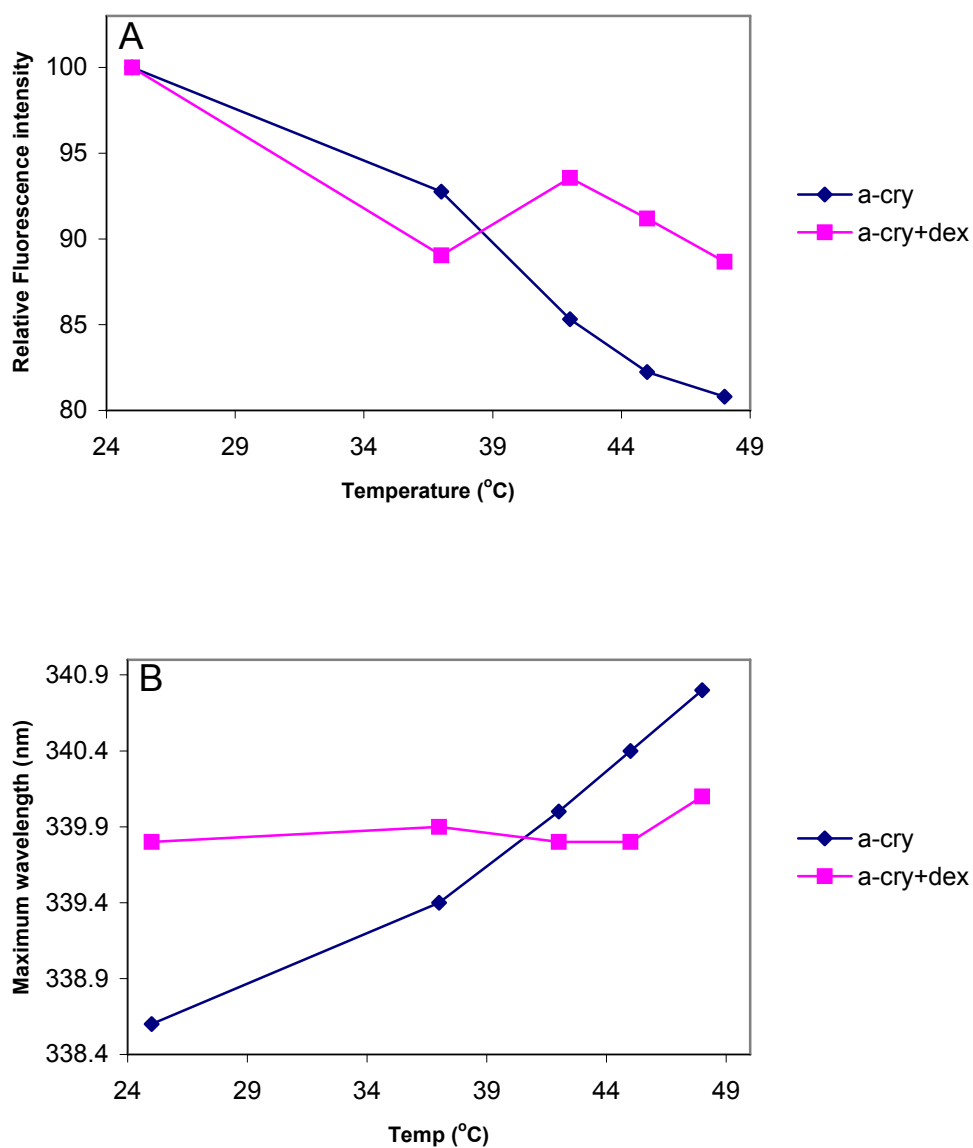 A
Relative Fluorescence intensity
100
95
90
85
80
24 29 34 39 44 49
Temperature (oC)
a-cry
a-cry+dex
B
Maximum wavelength (nm)
340.9
340.4
339.9
339.4
338.9
338.4
24 29 34 39 44 49
Temp (oC)
a-cry
a-cry+dex